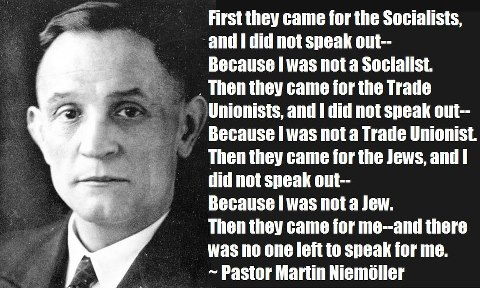 First they came for the Socialists,
and I did not speak out--
Because I was not a Socialist.
Then they came for the Trade
Unionists, and I did not speak out--
Because I was not a Trade Unionist.
Then they came for the Jews, and I
did not speak out--
Because I was not a Jew.
Then they came for me--and there
was no one left to speak for me.
~ Pastor Martin Niemöller